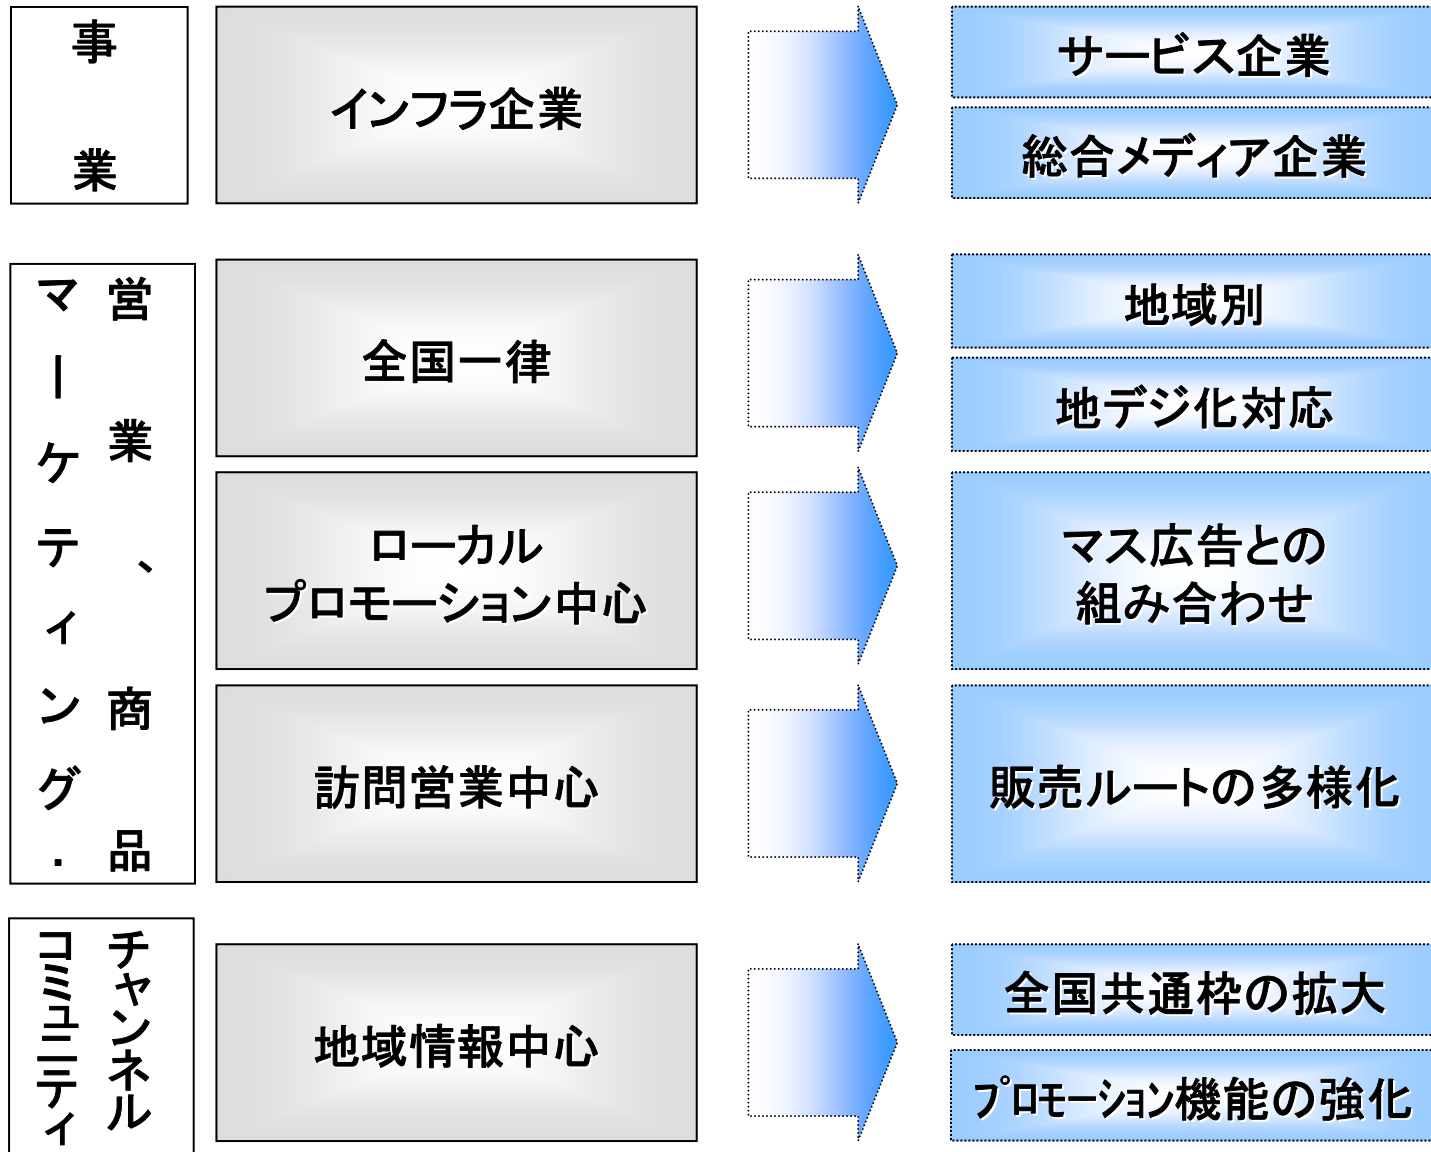 事業
インフラ企業
サービス企業
総合メディア企業
営業、商品
マーケティング．
全国一律
地域別
地デジ化対応
ローカル
プロモーション中心
マス広告との
組み合わせ
訪問営業中心
販売ルートの多様化
チャンネル
コミュニティ
地域情報中心
全国共通枠の拡大
プロモーション機能の強化